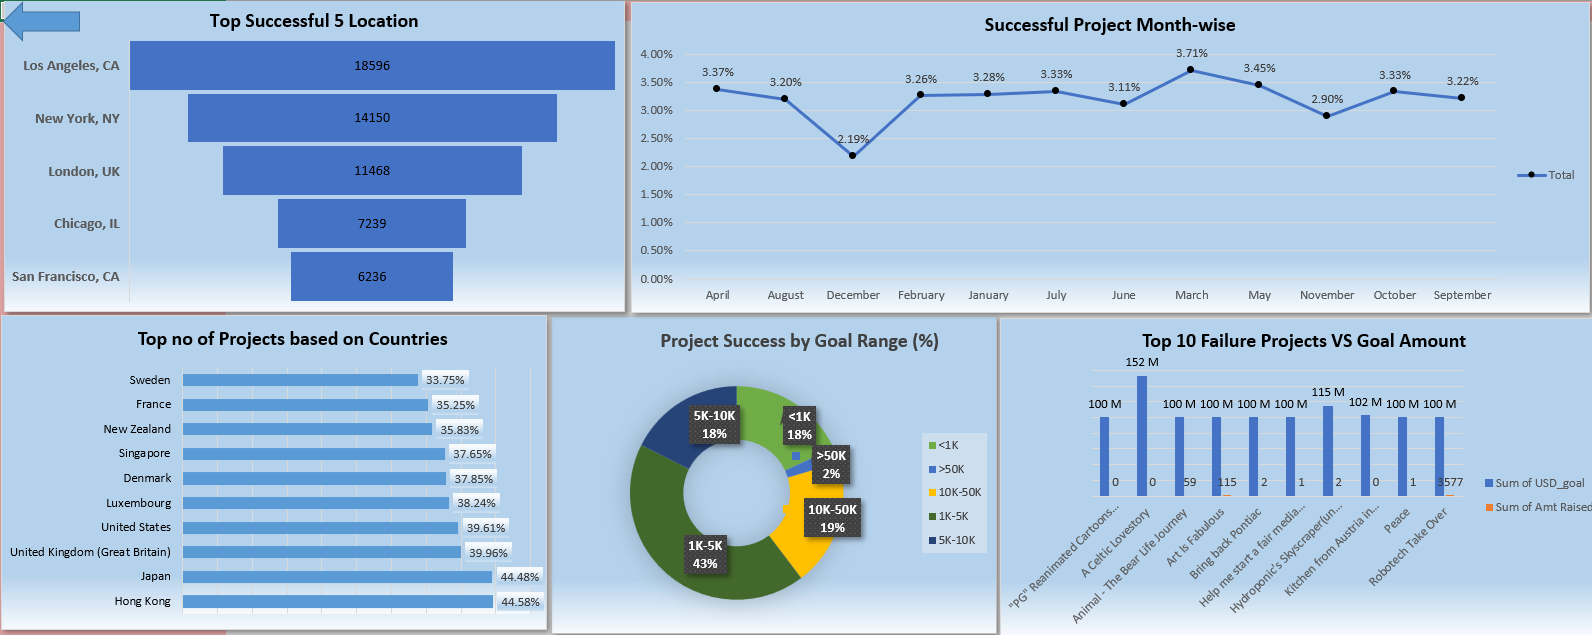 Top Successful 5 Location
Los Angeles, CA
18596
New York, NY
14150
London, UK
11468
Chicago, IL
7239
San Francisco, CA
6236
Successful Project Month-wise
4.00%
3.50%
3.00%
2.50%
2.00%
1.50%
1.00%
0.50%
0.00%
3.37%
3.20%
2.19%
3.26%
3.28%
3.33%
3.11%
3.71%
3.45%
2.90%
3.33%
3.22%
April
August
December
February
January
July
June
March
May
November
October
September
Total
Top no of Projects based on Countries
Sweden
33.75%
France
35.25%
New Zealand
35.83%
Singapore
37.65%
Denmark
37.85%
Luxembourg
38.24%
United States
39.61%
United Kingdom (Great Britain)
39.96%
Japan
44.48%
Hong Kong
44.58%
Project Success by Goal Range (%)
5K-10K
18%
<1K
18%
>50K
2%
10K-50K
19%
1K-5K
43%
<1K
>50K
10K-50K
1K-5K
5K-10K
Top 10 Failure Projects VS Goal Amount
100 M
152 M
100 M
100 M
100 M
100 M
115 M
102 M
100 M
100 M
0
0
59
115
2
1
2
0
1
3577
"PG" Reanimated Cartoons...
A Celtic Lovestory
Animal - The Bear Life Journey
Art Is Fabulous
Bring back Pontiac
Help me start a fair media...
Hydroponic's Skyscraper(un...
Kitchen from Austria in...
Peace
Robotech Take Over
Sum of USD_goal
Sum of Amt Raised